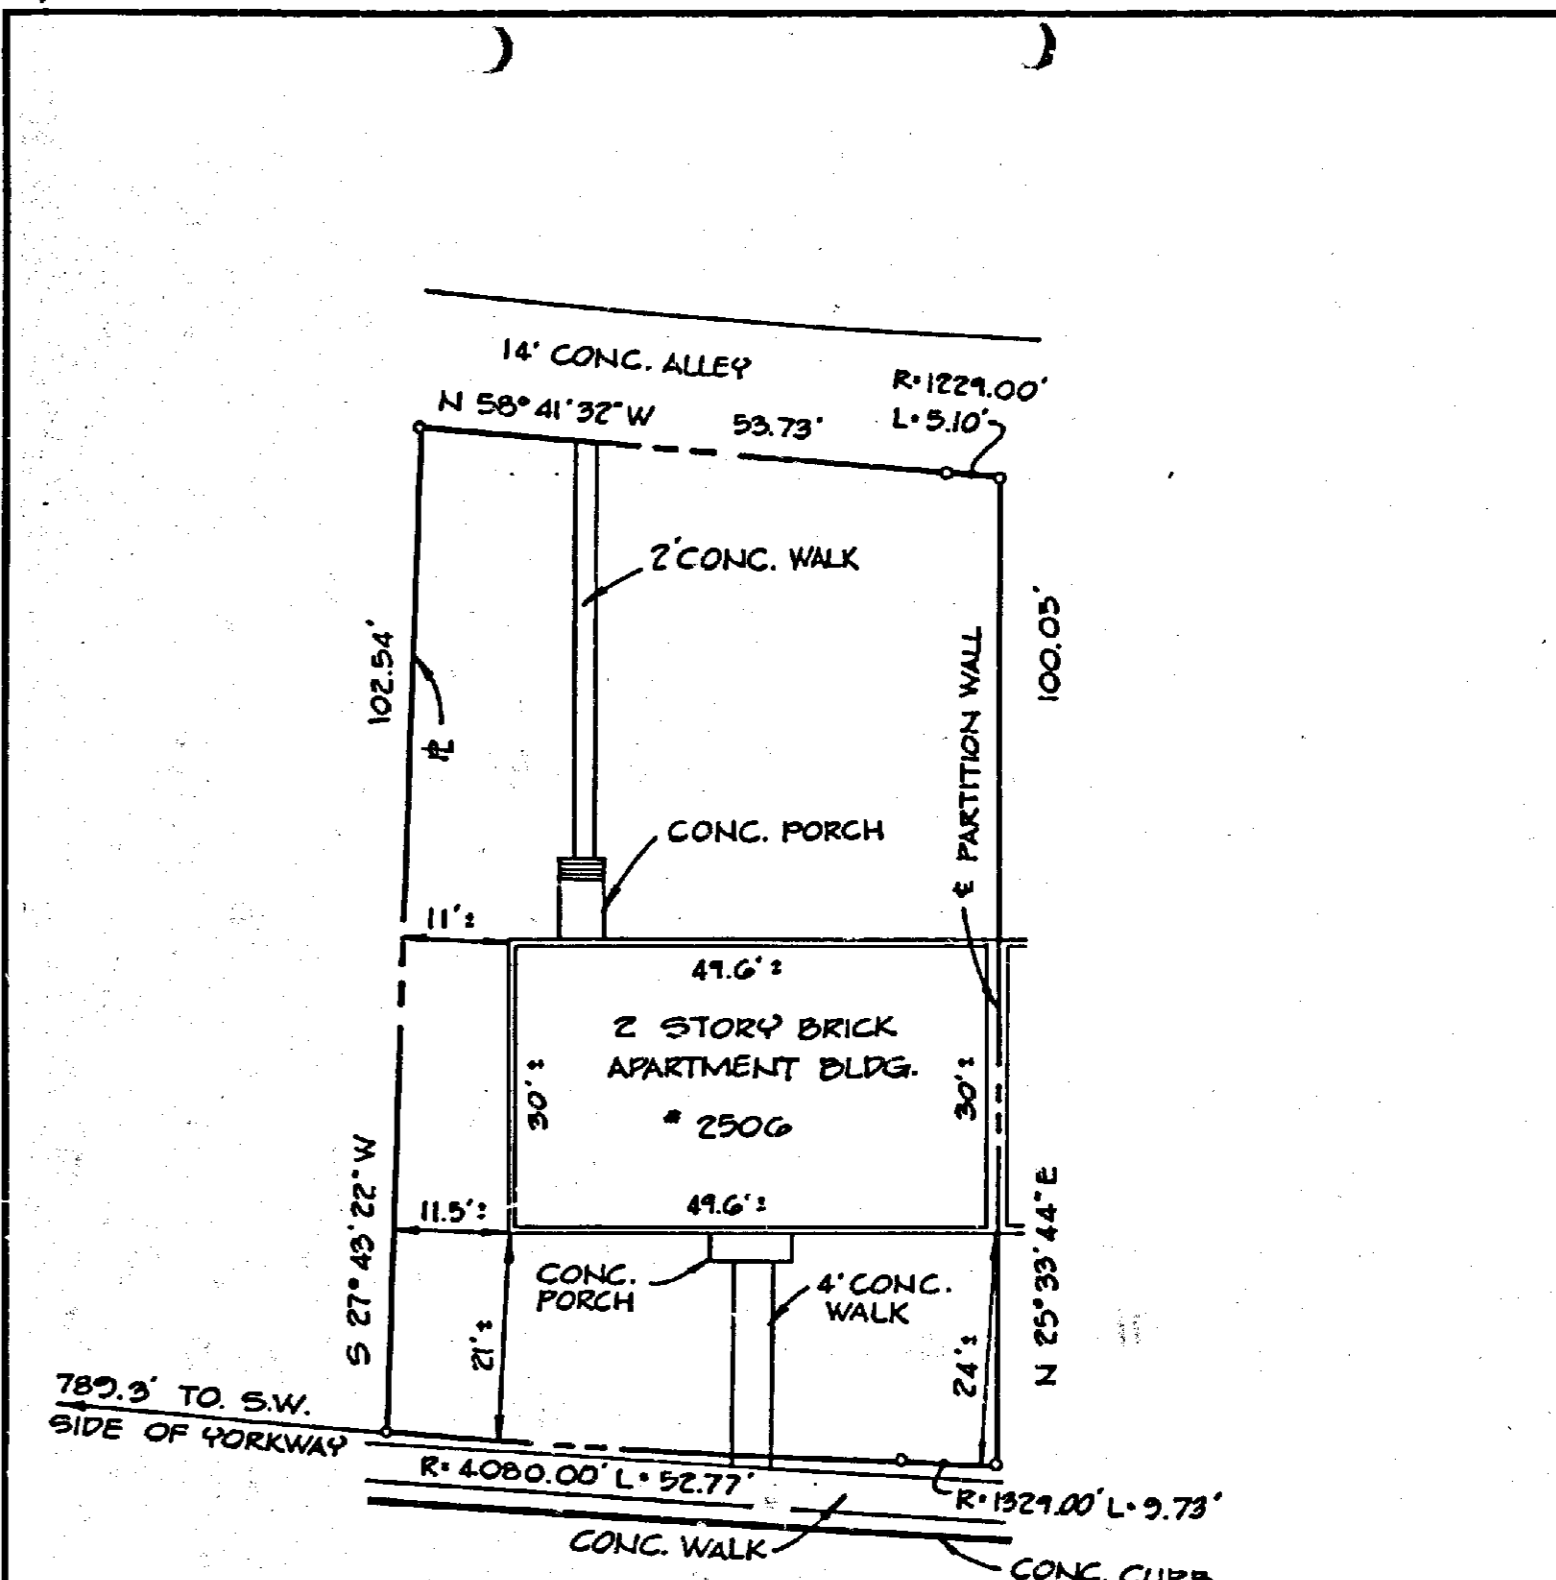 14' CONC. ALLEY
R=1229.00'
L=5.10'
N 58° 41' 32" W 53.73'
2' CONC. WALK
102.54'
100.05'
℄ PARTITION WALL
℄ PL
CONC. PORCH
11'±
49.6'±
2 STORY BRICK
APARTMENT BLDG.
# 2506
30'±
30'±
49.6'±
11.5'±
S 27° 43' 22" W
N 25° 33' 44" E
CONC.
PORCH
4' CONC.
WALK
21'±
24'±
789.3' TO. S.W.
SIDE OF YORKWAY
R=4080.00' L=52.77'
R=1329.00' L=9.73'
CONC. WALK
CONC. CURB